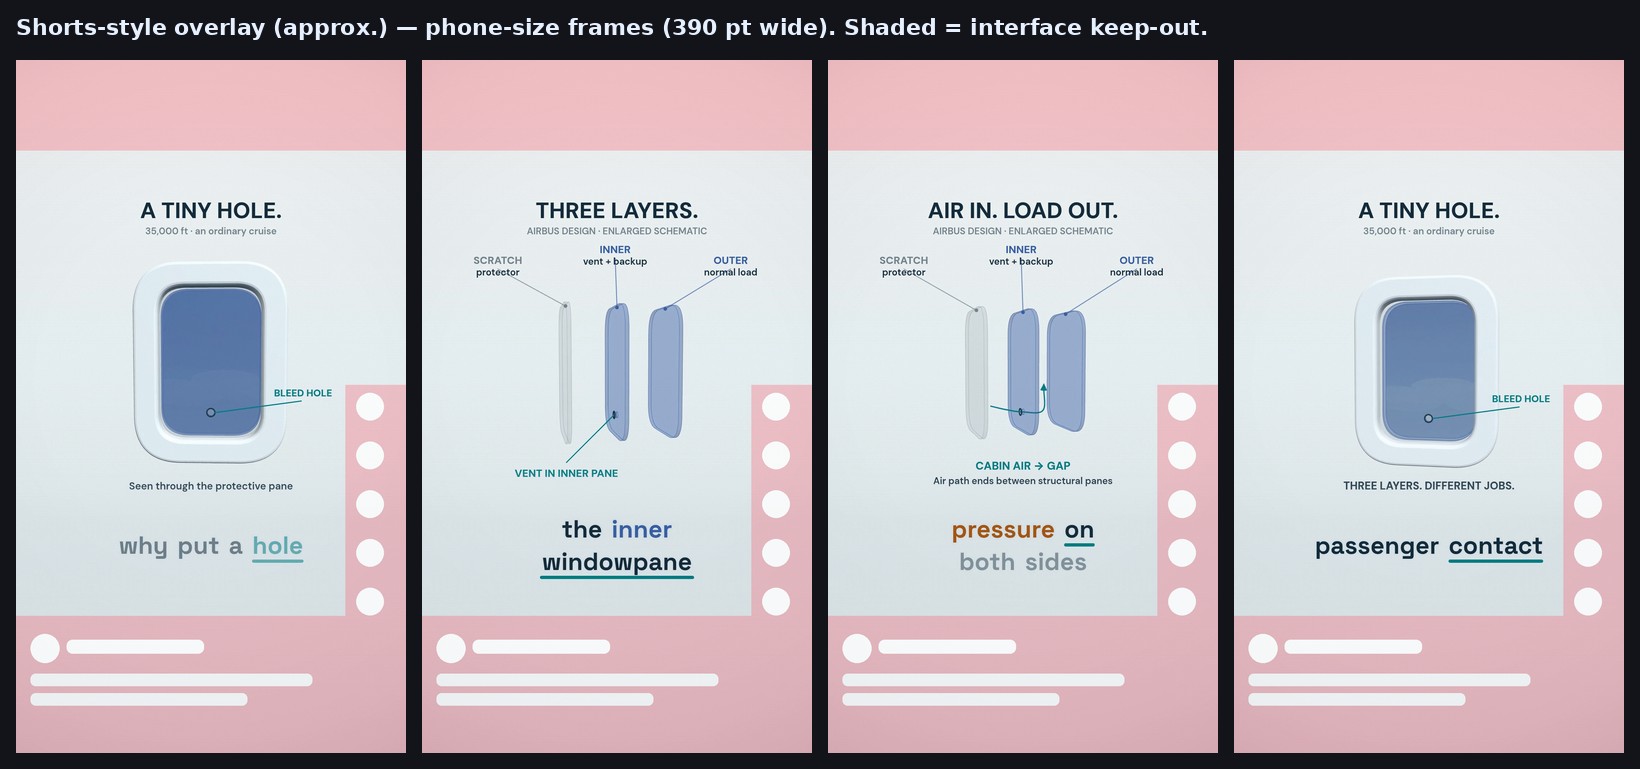 Shorts-style overlay (approx.) — phone-size frames (390 pt wide). Shaded = interface keep-out.
A TINY HOLE.
35,000 ft · an ordinary cruise
BLEED HOLE
Seen through the protective pane
why put a hole
THREE LAYERS.
AIRBUS DESIGN · ENLARGED SCHEMATIC
INNER
vent + backup
SCRATCH
protector
OUTER
normal load
VENT IN INNER PANE
the inner
windowpane
AIR IN. LOAD OUT.
AIRBUS DESIGN · ENLARGED SCHEMATIC
INNER
vent + backup
SCRATCH
protector
OUTER
normal load
CABIN AIR → GAP
Air path ends between structural panes
pressure on
both sides
A TINY HOLE.
35,000 ft · an ordinary cruise
BLEED HOLE
THREE LAYERS. DIFFERENT JOBS.
passenger contact